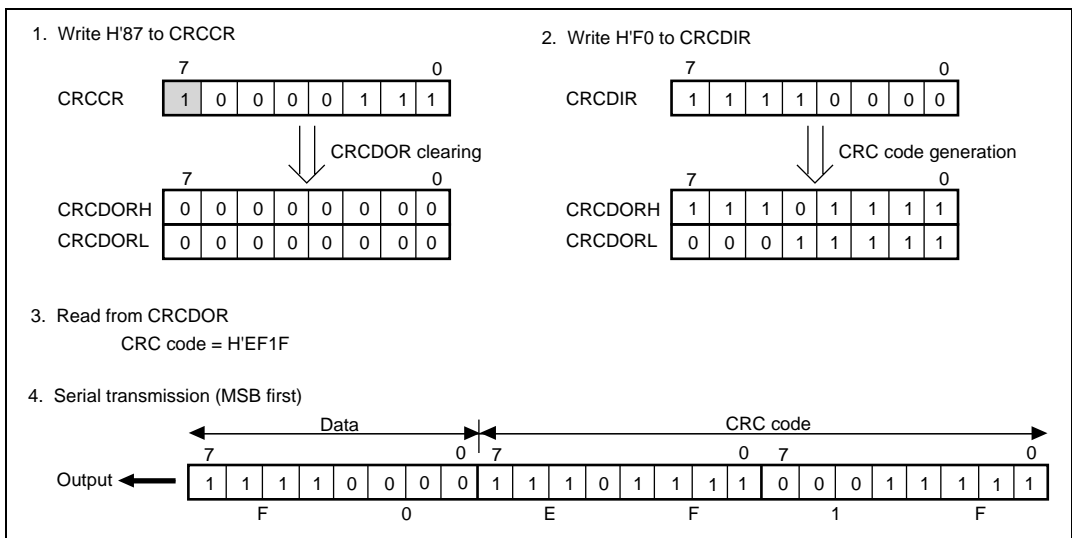 1. Write H'87 to CRCCR
7 0
CRCCR 1 0 0 0 0 1 1 1
CRCDOR clearing
7 0
CRCDORH 0 0 0 0 0 0 0 0
CRCDORL 0 0 0 0 0 0 0 0
2. Write H'F0 to CRCDIR
7 0
CRCDIR 1 1 1 1 0 0 0 0
CRC code generation
7 0
CRCDORH 1 1 1 0 1 1 1 1
CRCDORL 0 0 0 1 1 1 1 1
3. Read from CRCDOR
CRC code = H'EF1F
4. Serial transmission (MSB first)
Data CRC code
7 0 7 0 7 0
Output 1 1 1 1 0 0 0 0 1 1 1 0 1 1 1 1 0 0 0 1 1 1 1 1
F 0 E F 1 F